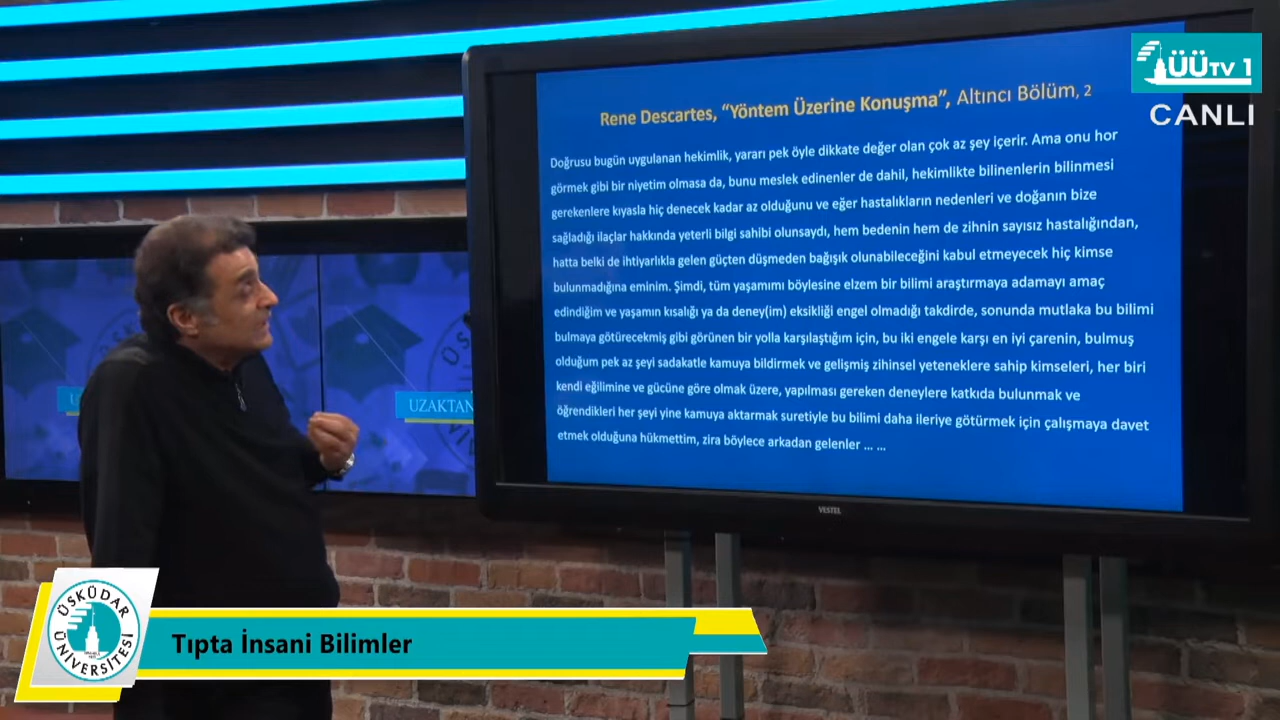 ÜÜTV 1
CANLI
Rene Descartes, “Yöntem Üzerine Konuşma”, Altıncı Bölüm, 2
Doğrusu bugün uygulanan hekimlik, yararı pek öyle dikkate değer olan çok az şey içerir. Ama onu hor
görmek gibi bir niyetim olmasa da, bunu meslek edinenler de dahil, hekimlikte bilinenlerin bilinmesi
gerekenlere kıyasla hiç denecek kadar az olduğunu ve eğer hastalıkların nedenleri ve doğanın bize
sağladığı ilaçlar hakkında yeterli bilgi sahibi olunsaydı, hem bedenin hem de zihnin sayısız hastalığından,
hatta belki de ihtiyarlıkla gelen güçten düşmeden bağışık olunabileceğini kabul etmeyecek hiç kimse
bulunmadığına eminim. Şimdi, tüm yaşamımı böylesine elzem bir bilimi araştırmaya adamayı amaç
edindiğim ve yaşamın kısalığı ya da deney(im) eksikliği engel olmadığı takdirde, sonunda mutlaka bu bilimi
bulmaya götürecekmiş gibi görünen bir yolla karşılaştığım için, bu iki engele karşı en iyi çarenin, bulmuş
olduğum pek az şeyi sadakatle kamuya bildirmek ve gelişmiş zihinsel yeteneklere sahip kimseleri, her biri
kendi eğilimine ve gücüne göre olmak üzere, yapılması gereken deneylere katkıda bulunmak ve
öğrendikleri her şeyi yine kamuya aktarmak suretiyle bu bilimi daha ileriye götürmek için çalışmaya davet
etmek olduğuna hükmettim, zira böylece arkadan gelenler ... ...
UZAKTAN
VESTEL
ÜSKÜDAR
ÜNİVERSİTESİ
Tıpta İnsani Bilimler